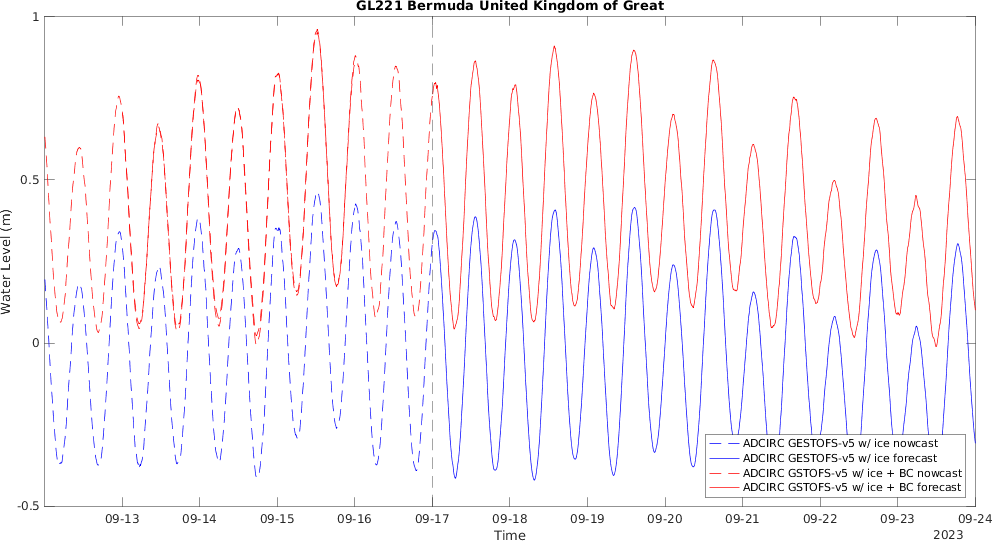 GL221 Bermuda United Kingdom of Great
1
0.5
0
-0.5
Water Level (m)
ADCIRC GESTOFS-v5 w/ ice nowcast
ADCIRC GESTOFS-v5 w/ ice forecast
ADCIRC GSTOFS-v5 w/ ice + BC nowcast
ADCIRC GSTOFS-v5 w/ ice + BC forecast
09-13 09-14 09-15 09-16 09-17 09-18 09-19 09-20 09-21 09-22 09-23 09-24
Time
2023